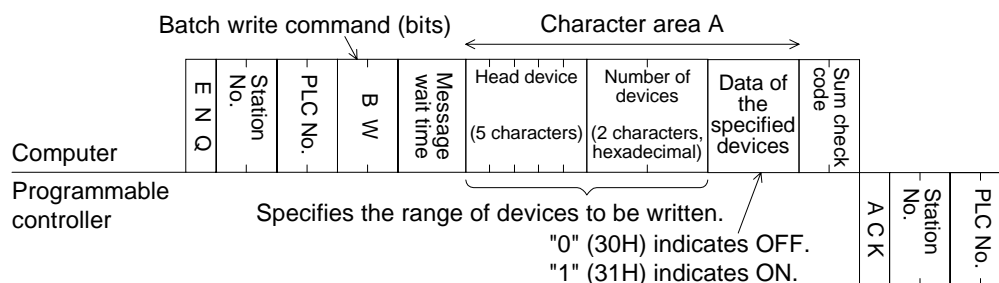 Batch write command (bits)
Character area A
E N Q
Station No.
PLC No.
B W
Message wait time
Head device
(5 characters)
Number of
devices
(2 characters,
hexadecimal)
Data of
the
specified
devices
Sum check
code
Computer
Programmable
controller
Specifies the range of devices to be written.
"0" (30H) indicates OFF.
"1" (31H) indicates ON.
A C K
Station No.
PLC No.